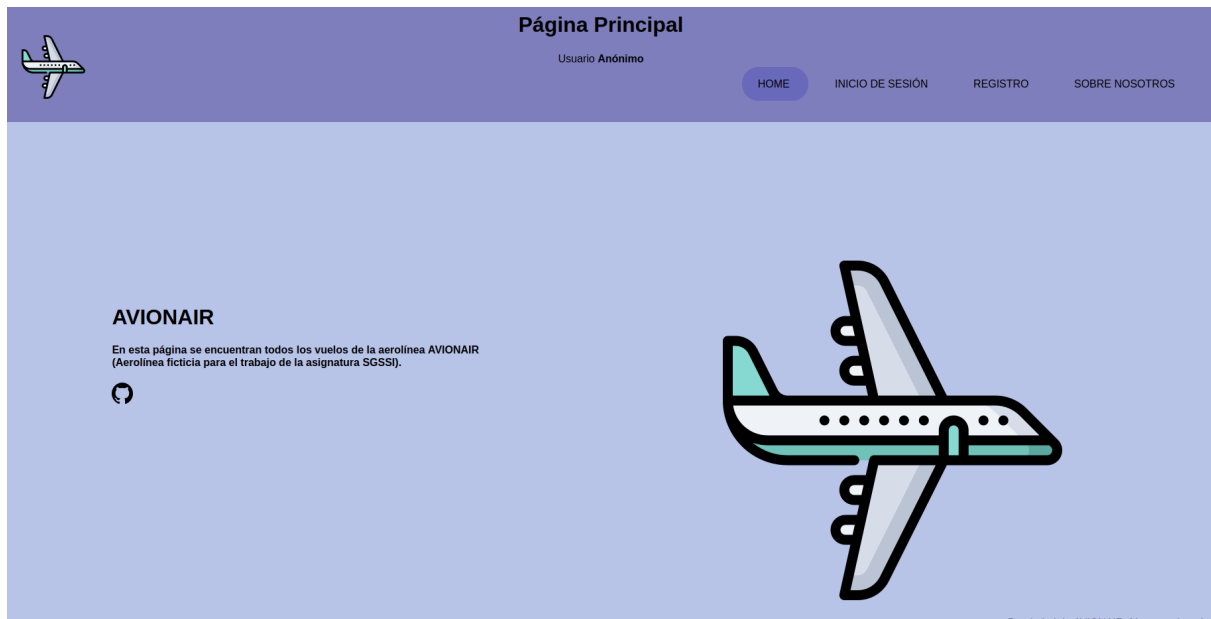 Página Principal
Usuario Anónimo
HOME
INICIO DE SESIÓN
REGISTRO
SOBRE NOSOTROS
AVIONAIR
En esta página se encuentran todos los vuelos de la aerolínea AVIONAIR
(Aerolínea ficticia para el trabajo de la asignatura SGSSI).